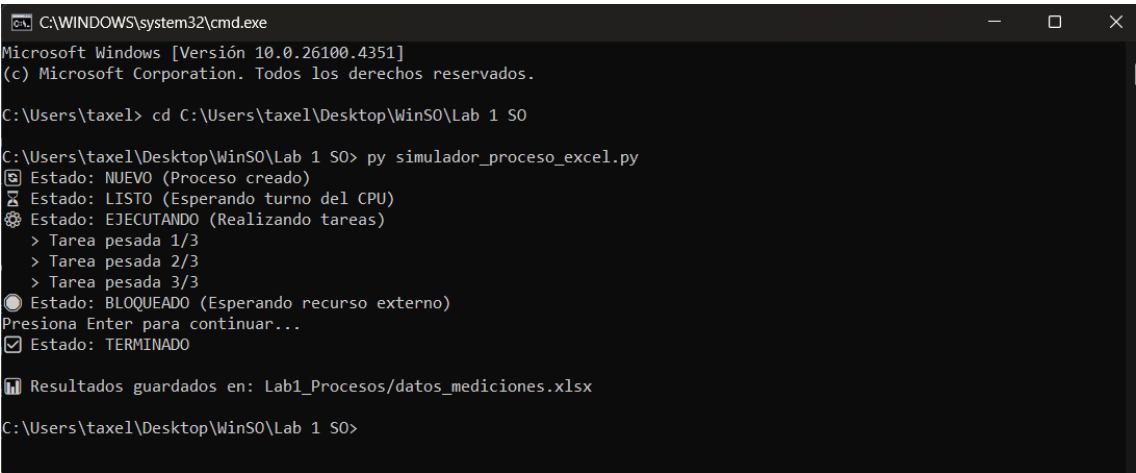 C:\WINDOWS\system32\cmd.exe
Microsoft Windows [Versión 10.0.26100.4351]
(c) Microsoft Corporation. Todos los derechos reservados.
C:\Users\taxel> cd C:\Users\taxel\Desktop\WinSO\Lab 1 SO
C:\Users\taxel\Desktop\WinSO\Lab 1 SO> py simulador_proceso_excel.py
🔄 Estado: NUEVO (Proceso creado)
⏳ Estado: LISTO (Esperando turno del CPU)
⚙ Estado: EJECUTANDO (Realizando tareas)
> Tarea pesada 1/3
> Tarea pesada 2/3
> Tarea pesada 3/3
Estado: BLOQUEADO (Esperando recurso externo)
Presiona Enter para continuar...
☑ Estado: TERMINADO
📊 Resultados guardados en: Lab1_Procesos/datos_mediciones.xlsx
C:\Users\taxel\Desktop\WinSO\Lab 1 SO>